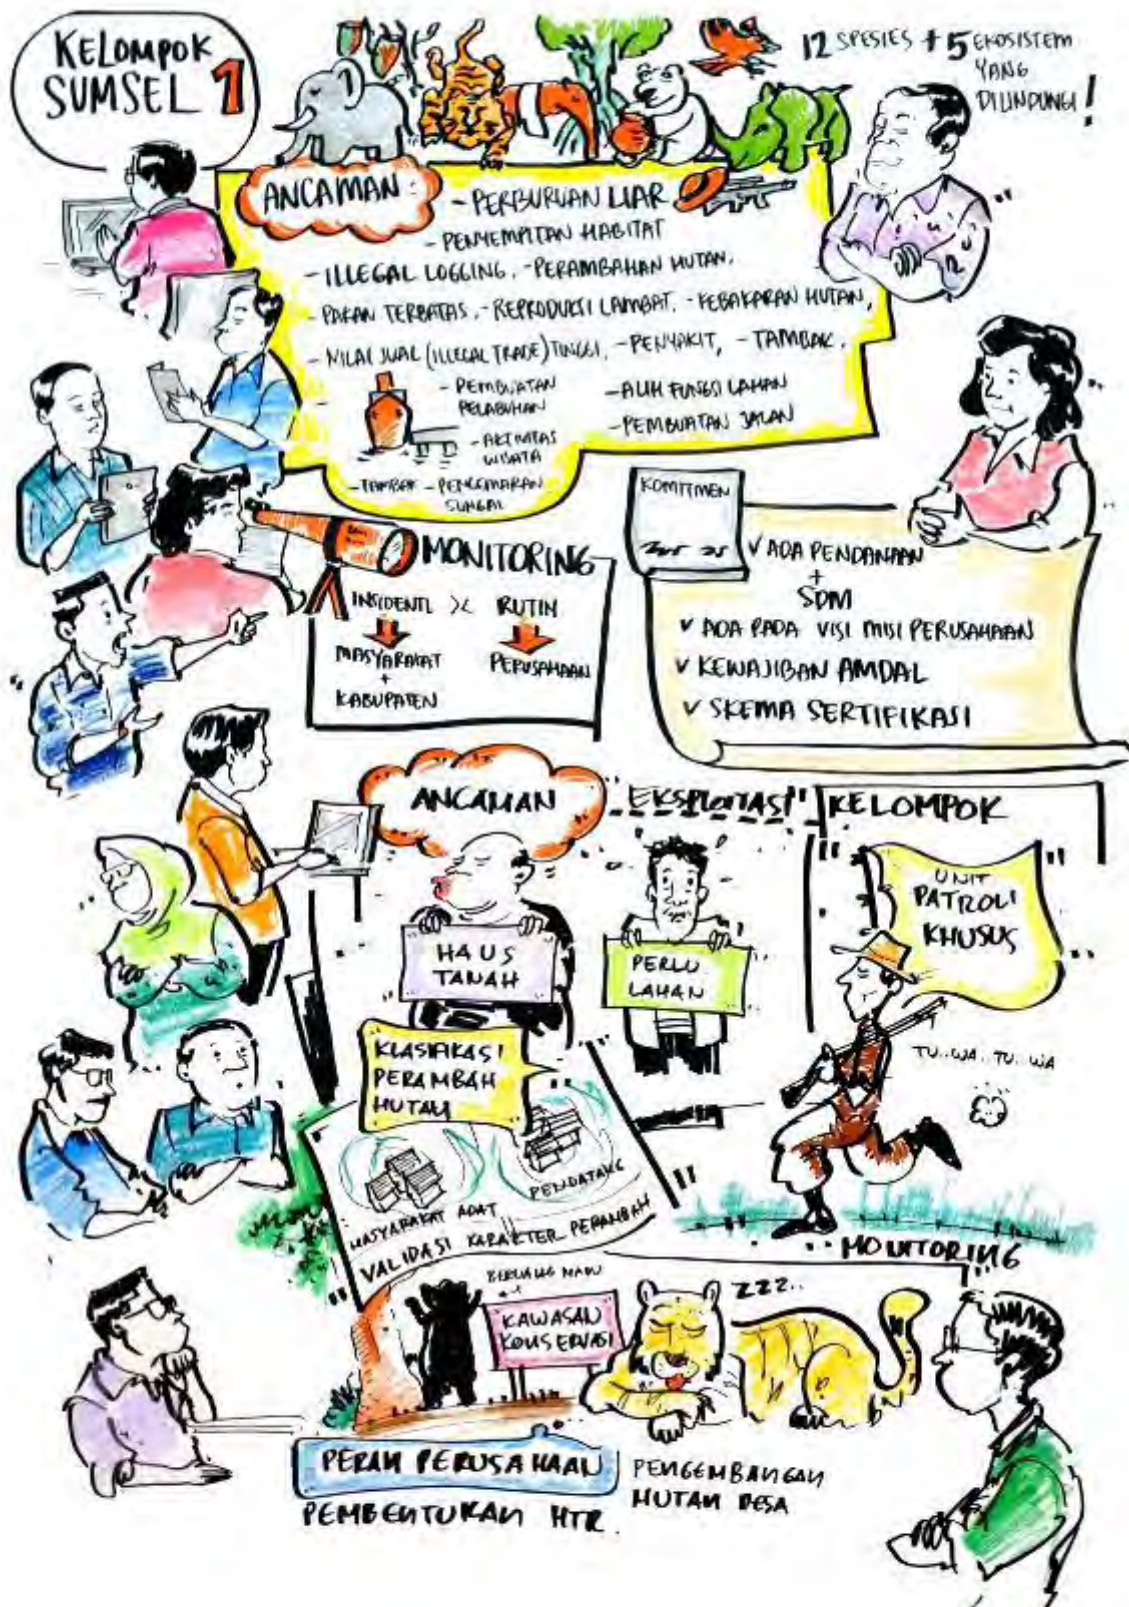 KELOMPOK
SUMSEL 1
12 SPESIES + 5 EKOSISTEM
YANG
DILINDUNGI!
ANCAMAN:
- PERBURUAN LIAR
- PENYEMPITAN HABITAT
- ILLEGAL LOGGING, - PERAMBAHAN HUTAN,
- PAKAN TERBATAS, - REPRODUKSI LAMBAT, - KEBAKARAN HUTAN,
- NILAI JUAL (ILLEGAL TRADE) TINGGI, - PENYAKIT, - TAMBAK,
- PEMBUATAN
PELABUHAN
- ALIH FUNGSI LAHAN
- PEMBUATAN JALAN
- AKTIVITAS
WISATA
- TAMBAK - PENCEMARAN
SUNGAI
KOMITMEN
✓ ADA PENDANAAN
+
SDM
✓ ADA PADA VISI MISI PERUSAHAAN
✓ KEWAJIBAN AMDAL
✓ SKEMA SERTIFIKASI
MONITORING
INSIDENTL >< RUTIN
MASYARAKAT
+
KABUPATEN
PERUSAHAAN
ANCAMAN
"EKSPLOITASI"
KELOMPOK
HAUS
TANAH
PERLU
LAHAN
UNIT
PATROLI
KHUSUS
TU..WA..TU..WA
KLASIFIKASI
PERAMBAH
HUTAN
MASYARAKAT ADAT
PENDATANG
VALIDASI KARAKTER PERAMBAH
MONITORING
BERUANG MADU
KAWASAN
KONSERVASI
ZZZ..
PERAN PERUSAHAAN
PEMBENTUKAN HTR.
PENGEMBANGAN
HUTAN DESA